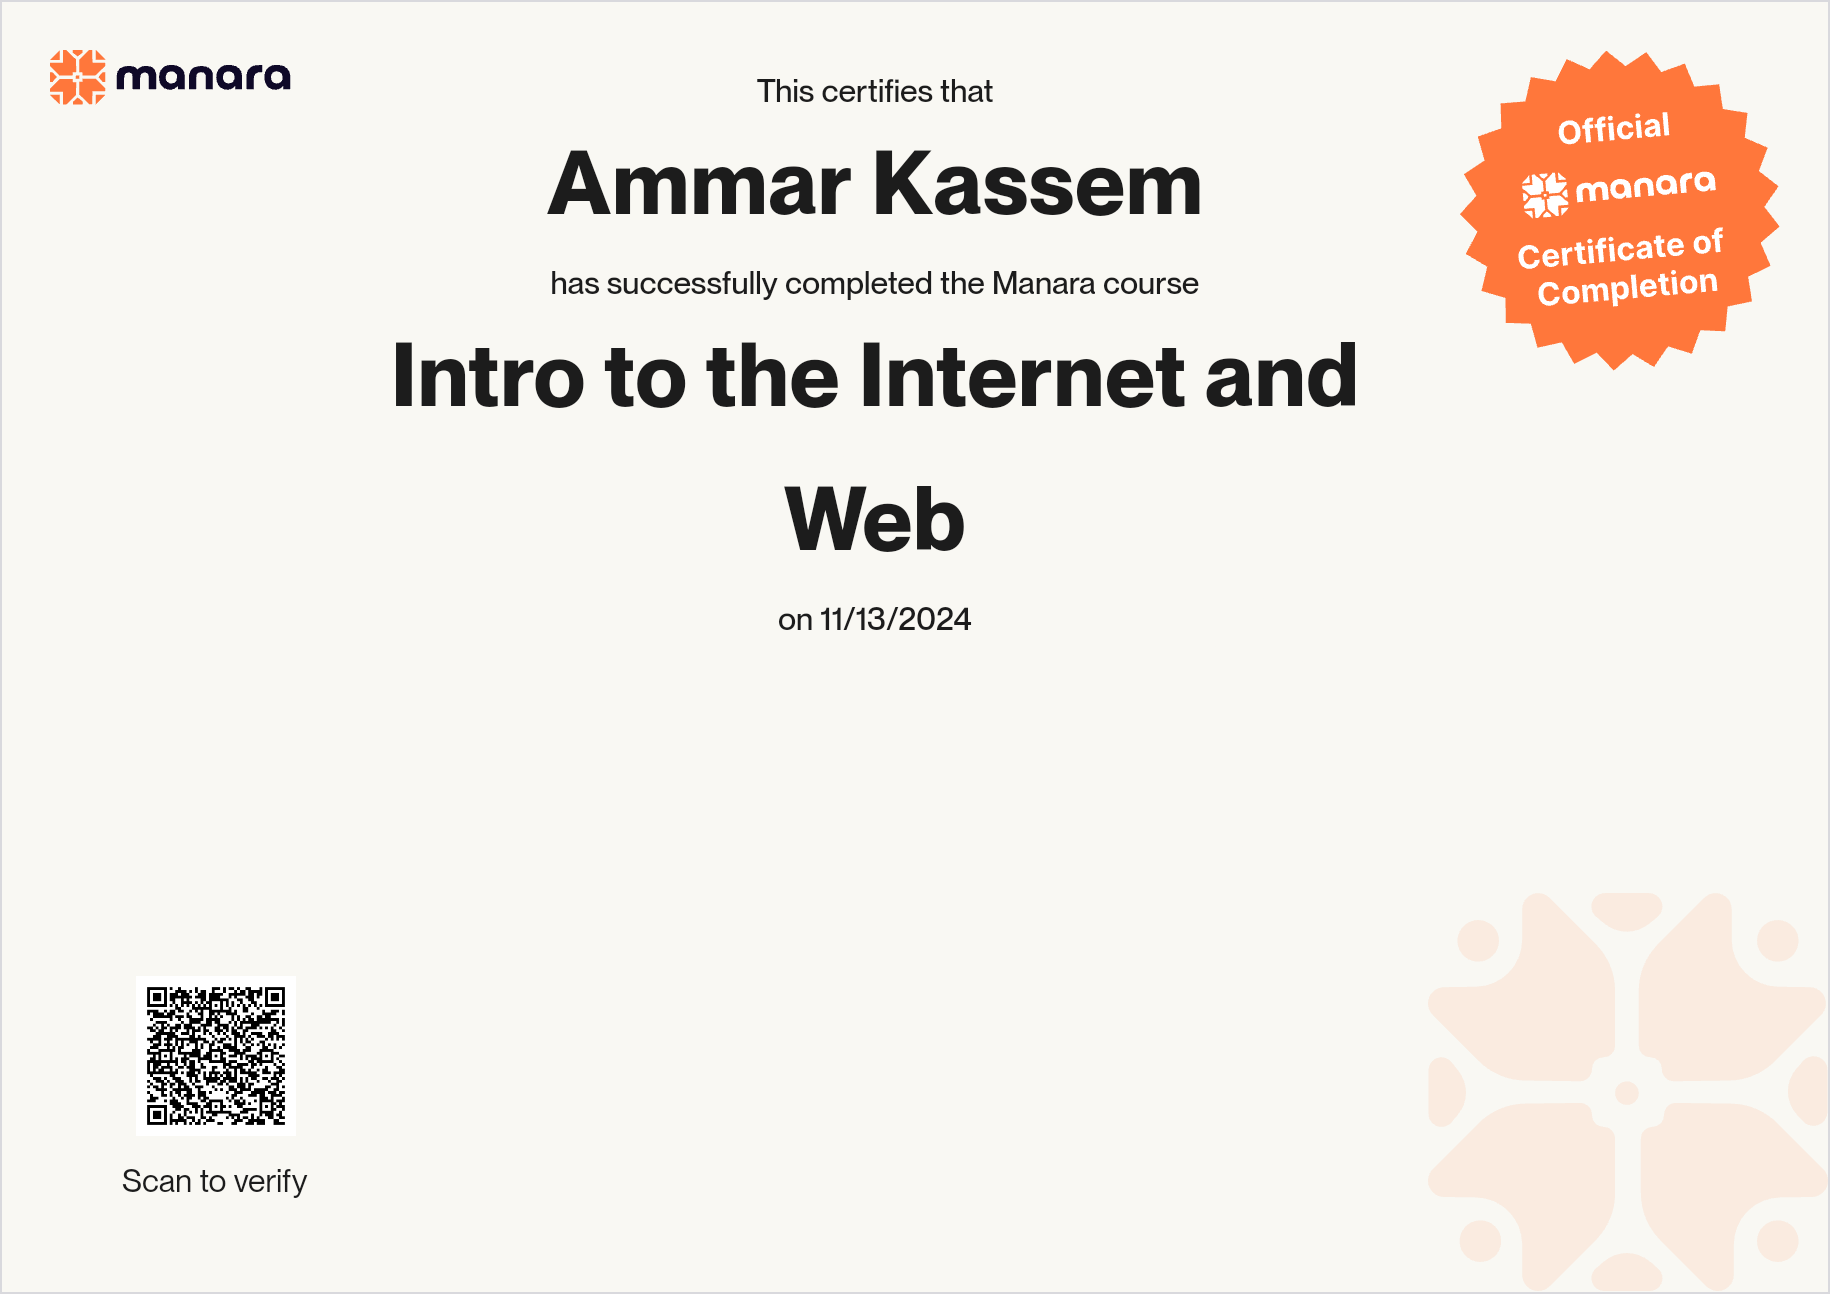 manara
This certifies that
Ammar Kassem
has successfully completed the Manara course
Intro to the Internet and
Web
on 11/13/2024
Official
manara
Certificate of
Completion
Scan to verify